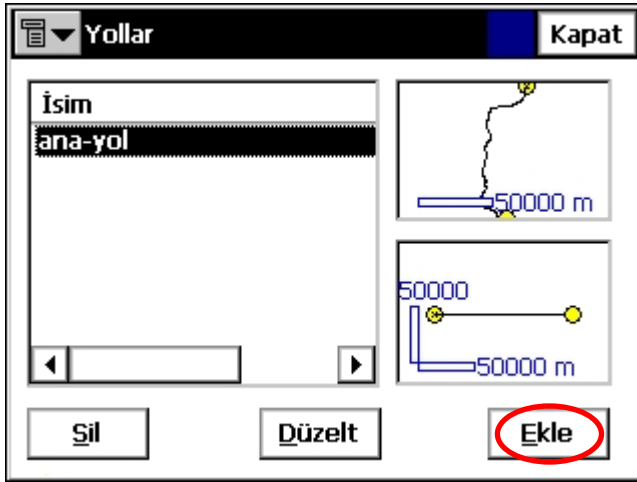 Yollar
Kapat
İsim
ana-yol
50000 m
50000
50000 m
Sil
Düzelt
Ekle